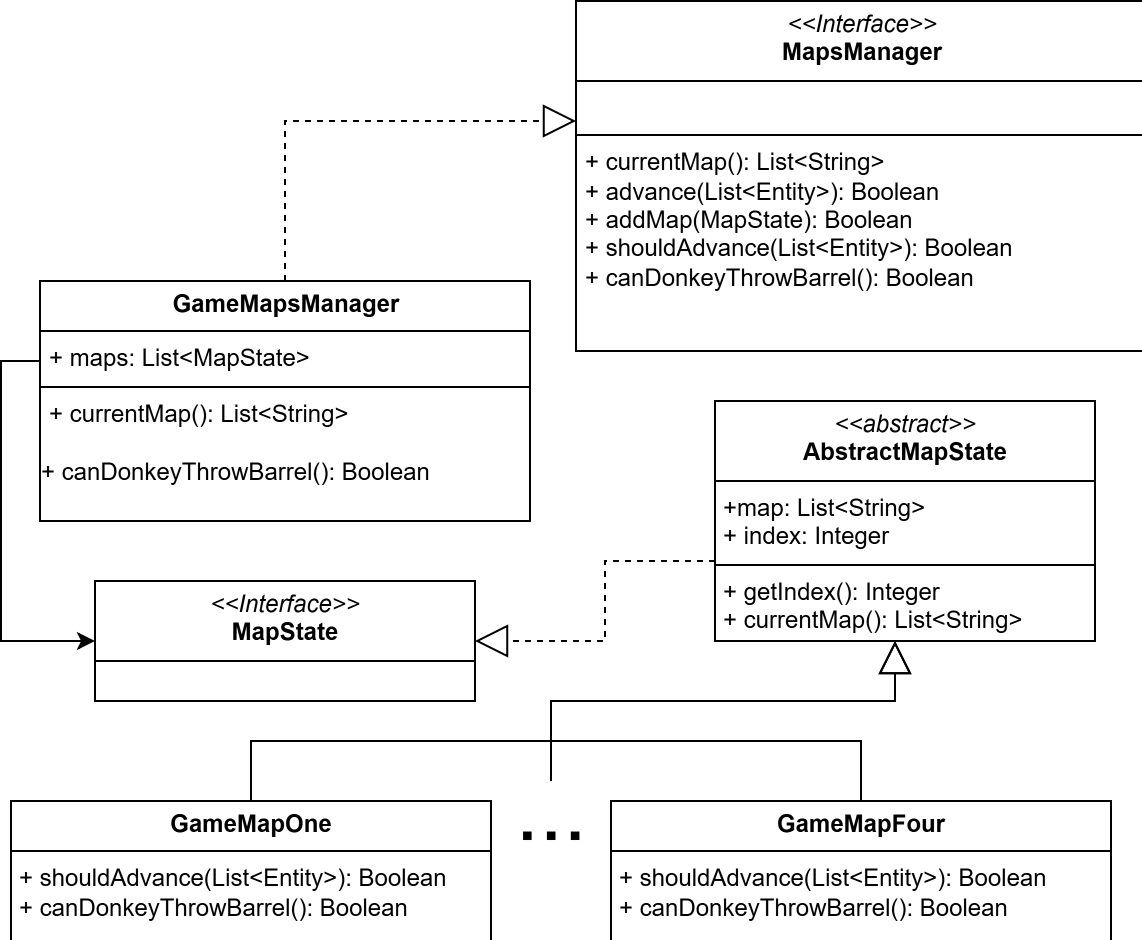 <<Interface>>
MapsManager
+ currentMap(): List<String>
+ advance(List<Entity>): Boolean
+ addMap(MapState): Boolean
+ shouldAdvance(List<Entity>): Boolean
+ canDonkeyThrowBarrel(): Boolean
GameMapsManager
+ maps: List<MapState>
+ currentMap(): List<String>
+ canDonkeyThrowBarrel(): Boolean
<<abstract>>
AbstractMapState
+map: List<String>
+ index: Integer
+ getIndex(): Integer
+ currentMap(): List<String>
<<Interface>>
MapState
GameMapOne
+ shouldAdvance(List<Entity>): Boolean
+ canDonkeyThrowBarrel(): Boolean
...
GameMapFour
+ shouldAdvance(List<Entity>): Boolean
+ canDonkeyThrowBarrel(): Boolean